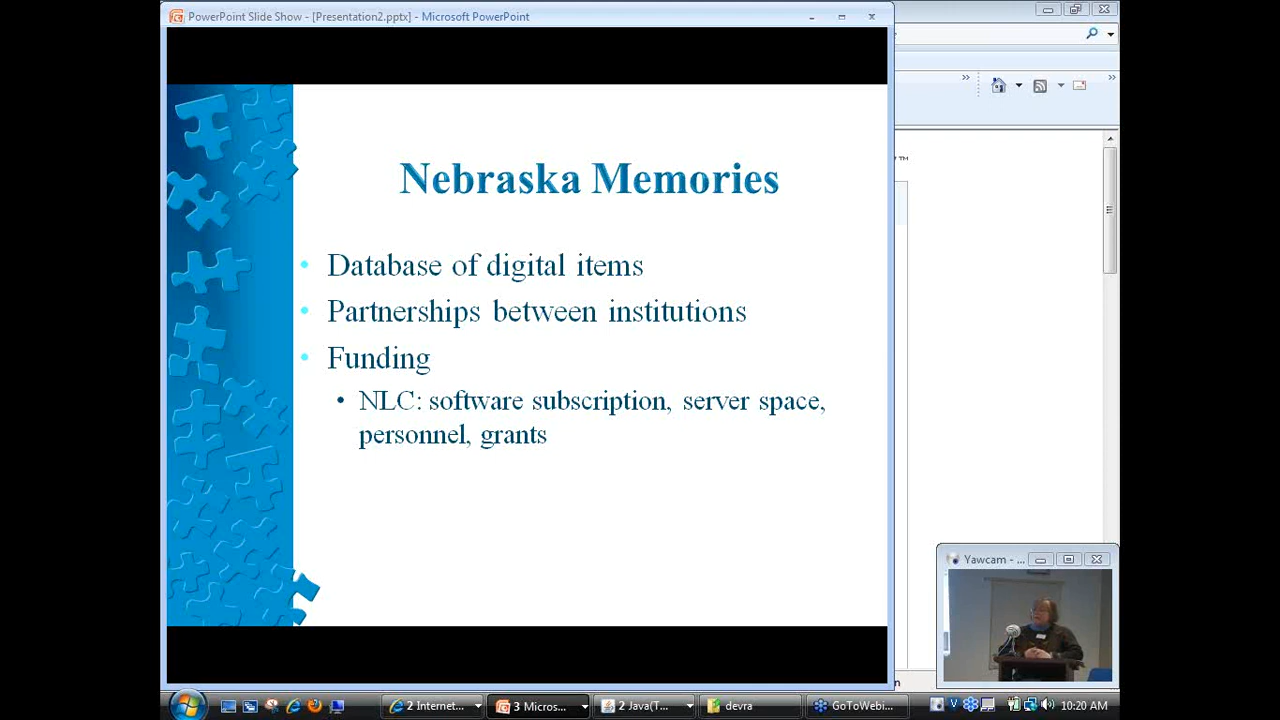 PowerPoint Slide Show - [Presentation2.pptx] - Microsoft PowerPoint
Nebraska Memories
• Database of digital items
• Partnerships between institutions
• Funding
• NLC: software subscription, server space,
personnel, grants
Yawcam - ...
2 Internet...
3 Micros...
2 Java(T...
devra
GoToWebi...
10:20 AM